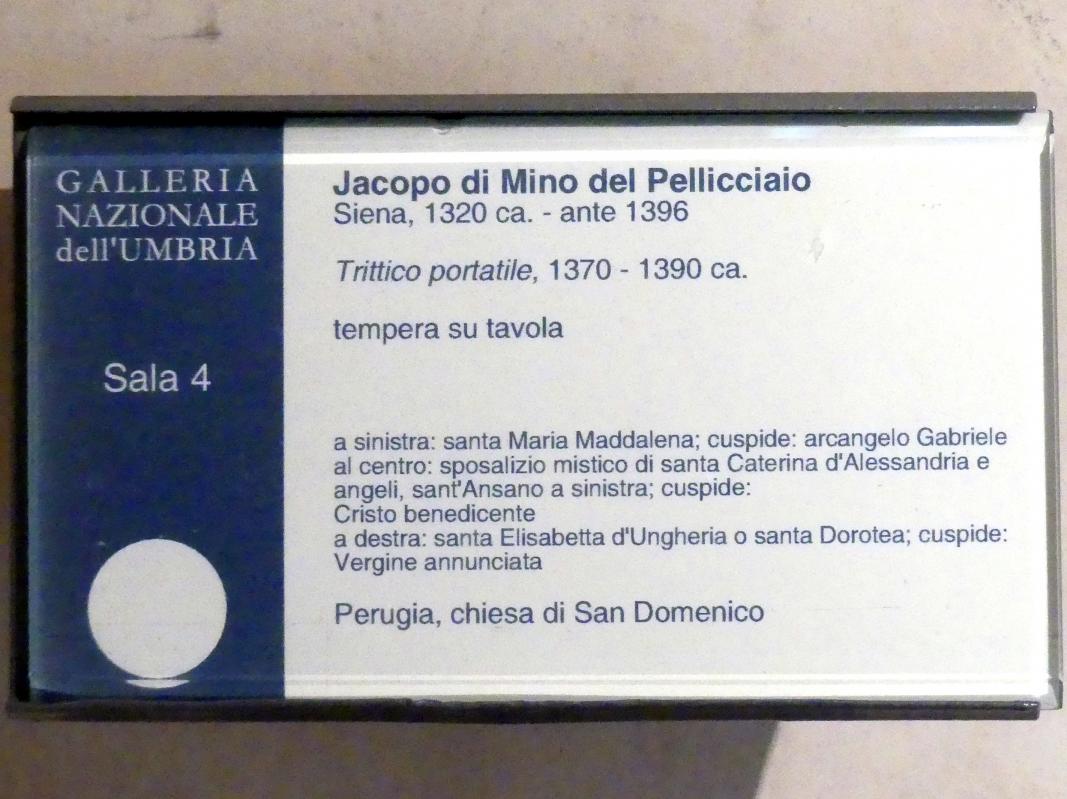 GALLERIA
NAZIONALE
dell'UMBRIA
Sala 4
Jacopo di Mino del Pellicciaio
Siena, 1320 ca. - ante 1396
Trittico portatile, 1370 - 1390 ca.
tempera su tavola
a sinistra: santa Maria Maddalena; cuspide: arcangelo Gabriele
al centro: sposalizio mistico di santa Caterina d'Alessandria e
angeli, sant'Ansano a sinistra; cuspide:
Cristo benedicente
a destra: santa Elisabetta d'Ungheria o santa Dorotea; cuspide:
Vergine annunciata
Perugia, chiesa di San Domenico